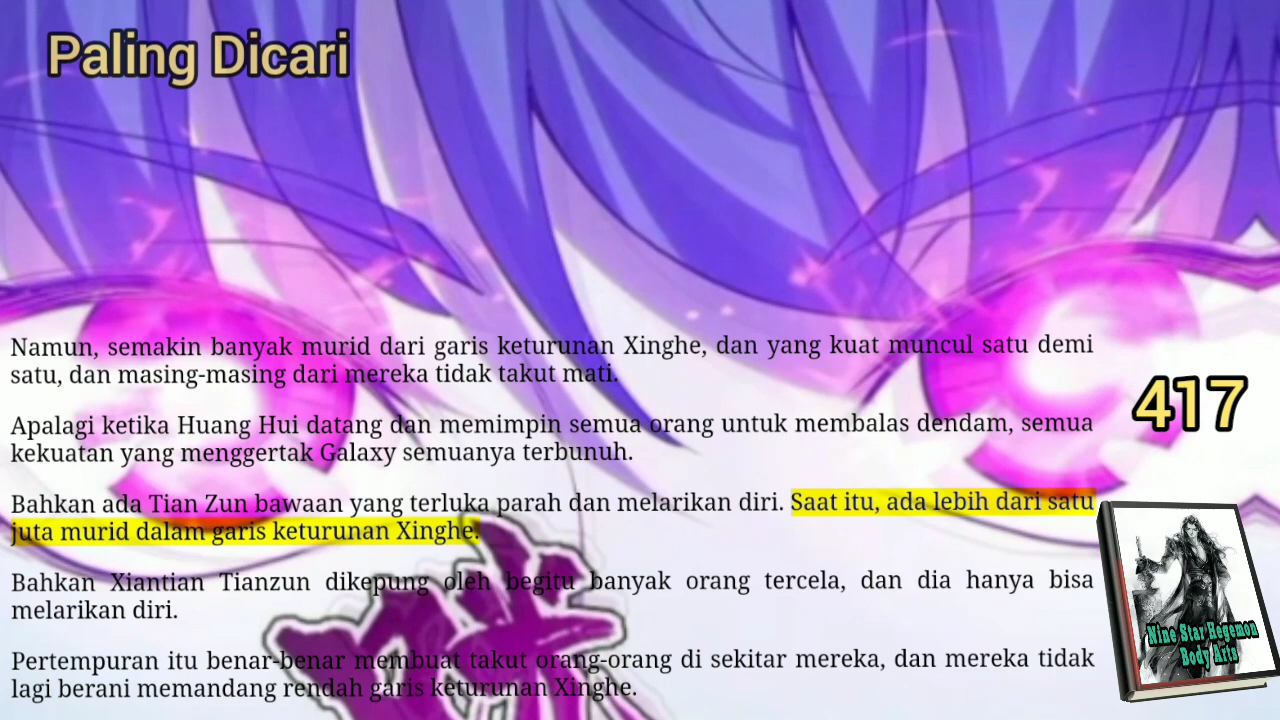 Paling Dicari
Namun, semakin banyak murid dari garis keturunan Xinghe, dan yang kuat muncul satu demi
satu, dan masing-masing dari mereka tidak takut mati.
Apalagi ketika Huang Hui datang dan memimpin semua orang untuk membalas dendam, semua
kekuatan yang menggertak Galaxy semuanya terbunuh.
Bahkan ada Tian Zun bawaan yang terluka parah dan melarikan diri. Saat itu, ada lebih dari satu
juta murid dalam garis keturunan Xinghe.
Bahkan Xiantian Tianzun dikepung oleh begitu banyak orang tercela, dan dia hanya bisa
melarikan diri.
Pertempuran itu benar-benar membuat takut orang-orang di sekitar mereka, dan mereka tidak
lagi berani memandang rendah garis keturunan Xinghe.
417
Nine Star Hegemon
Body Arts